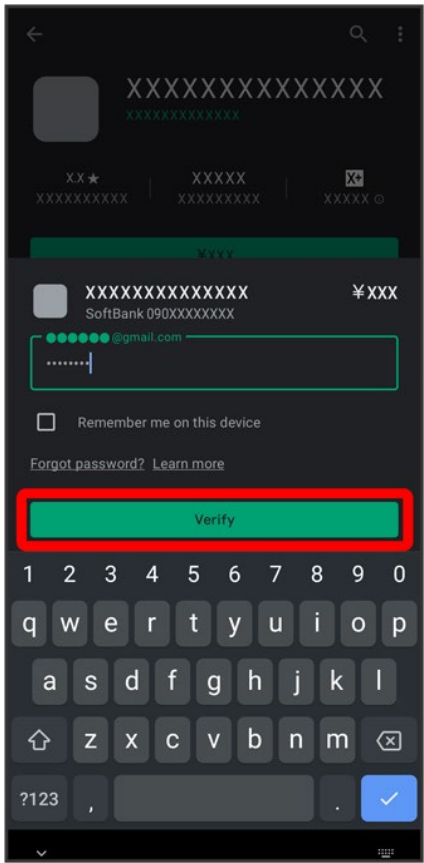 XXXXXXXXXXXXXX
XXXXXXXXXXXXX
X.X★ XXXXX X+
XXXXXXXXXX XXXXXXXXX XXXXX
¥XXX
XXXXXXXXXXXXXX ¥XXX
SoftBank 090XXXXXXXX
●●●●●●@gmail.com
••••••••
Remember me on this device
Forgot password? Learn more
Verify
1 2 3 4 5 6 7 8 9 0
q w e r t y u i o p
a s d f g h j k l
z x c v b n m
?123 , .